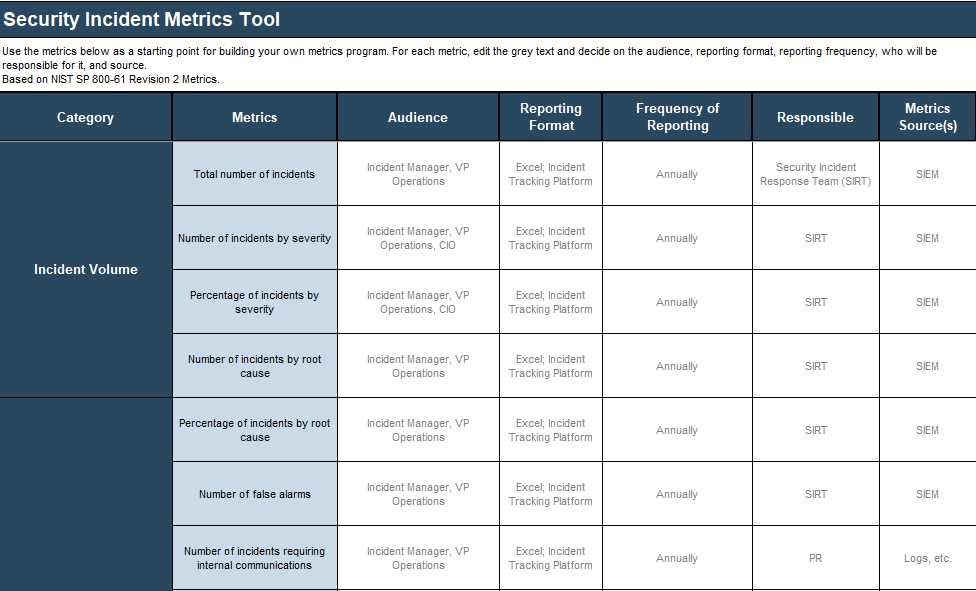 Security Incident Metrics Tool
Use the metrics below as a starting point for building your own metrics program. For each metric, edit the grey text and decide on the audience, reporting format, reporting frequency, who will be
responsible for it, and source.
Based on NIST SP 800-61 Revision 2 Metrics.
Category
Metrics
Audience
Reporting
Format
Frequency of
Reporting
Responsible
Metrics
Source(s)
Incident Volume
Total number of incidents
Incident Manager, VP
Operations
Excel; Incident
Tracking Platform
Annually
Security Incident
Response Team (SIRT)
SIEM
Number of incidents by severity
Incident Manager, VP
Operations, CIO
Excel; Incident
Tracking Platform
Annually
SIRT
SIEM
Percentage of incidents by
severity
Incident Manager, VP
Operations, CIO
Excel; Incident
Tracking Platform
Annually
SIRT
SIEM
Number of incidents by root
cause
Incident Manager, VP
Operations
Excel; Incident
Tracking Platform
Annually
SIRT
SIEM
Percentage of incidents by root
cause
Incident Manager, VP
Operations
Excel; Incident
Tracking Platform
Annually
SIRT
SIEM
Number of false alarms
Incident Manager, VP
Operations
Excel; Incident
Tracking Platform
Annually
SIRT
SIEM
Number of incidents requiring
internal communications
Incident Manager, VP
Operations
Excel; Incident
Tracking Platform
Annually
PR
Logs, etc.